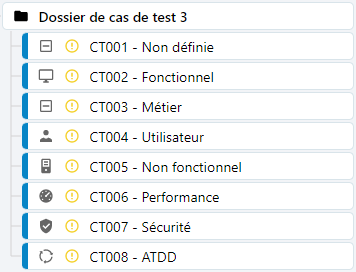 Dossier de cas de test 3
CT001 - Non définie
CT002 - Fonctionnel
CT003 - Métier
CT004 - Utilisateur
CT005 - Non fonctionnel
CT006 - Performance
CT007 - Sécurité
CT008 - ATDD